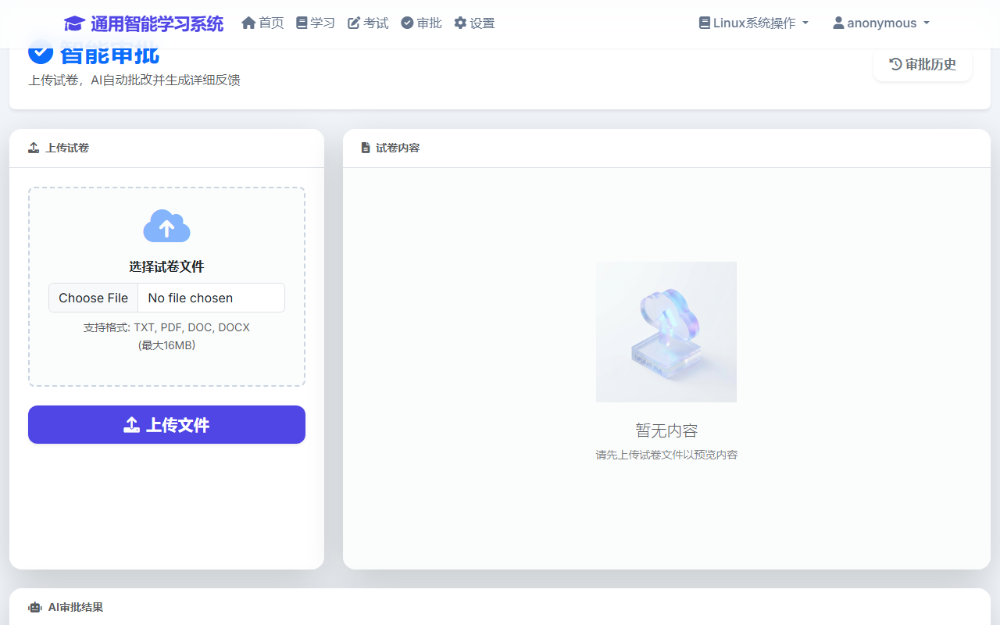 通用智能学习系统 首页 学习 考试 审批 设置 Linux系统操作 anonymous
智能审批
上传试卷，AI自动批改并生成详细反馈
审批历史
上传试卷
选择试卷文件
Choose File No file chosen
支持格式: TXT, PDF, DOC, DOCX
(最大16MB)
上传文件
试卷内容
暂无内容
请先上传试卷文件以预览内容
AI审批结果